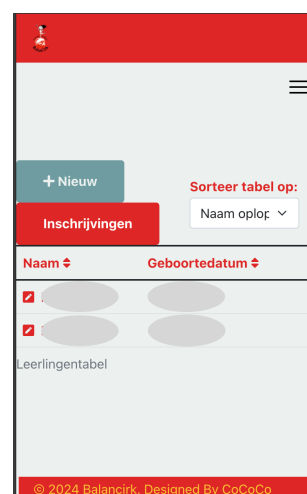 + Nieuw
Sorteer tabel op:
Naam oplop
Inschrijvingen
Naam
Geboortedatum
Leerlingentabel
© 2024 Balancirk. Designed By CoCoCo